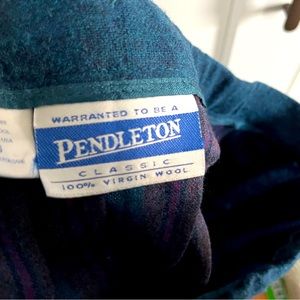 WARRANTED TO BE A
PENDLETON
CLASSIC
100% VIRGIN WOOL